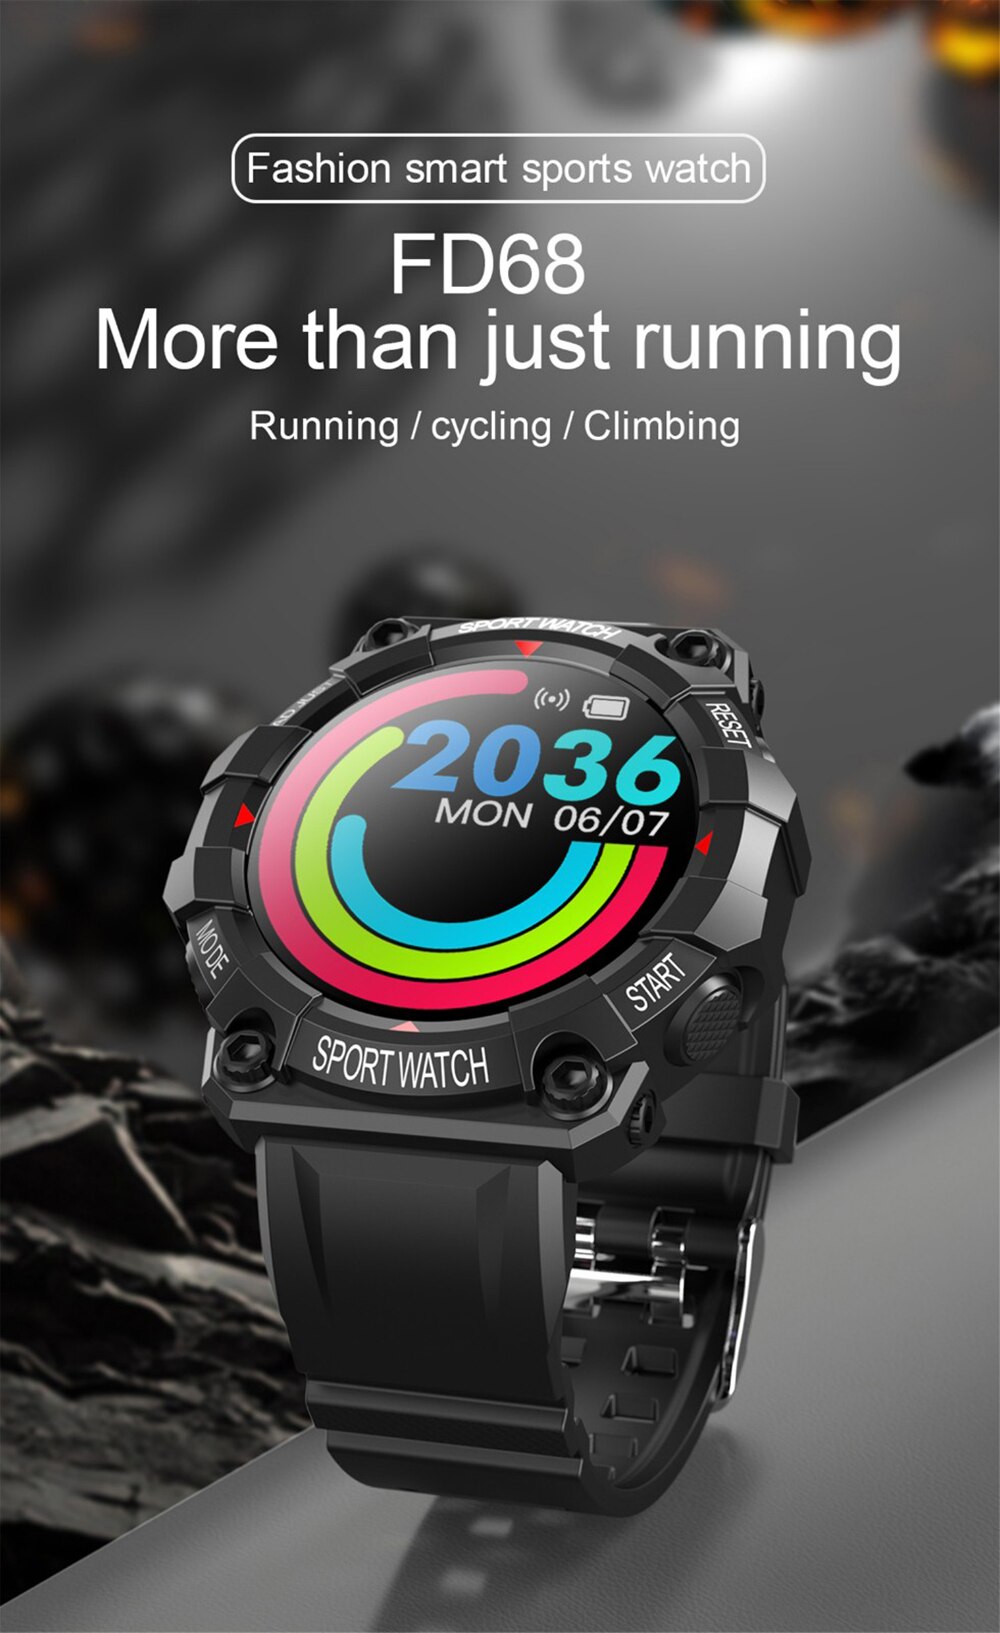 Fashion smart sports watch
FD68
More than just running
Running / cycling / Climbing
SPORT WATCH
ADJUST
RESET
2036
MON 06/07
MODE
START
SPORT WATCH